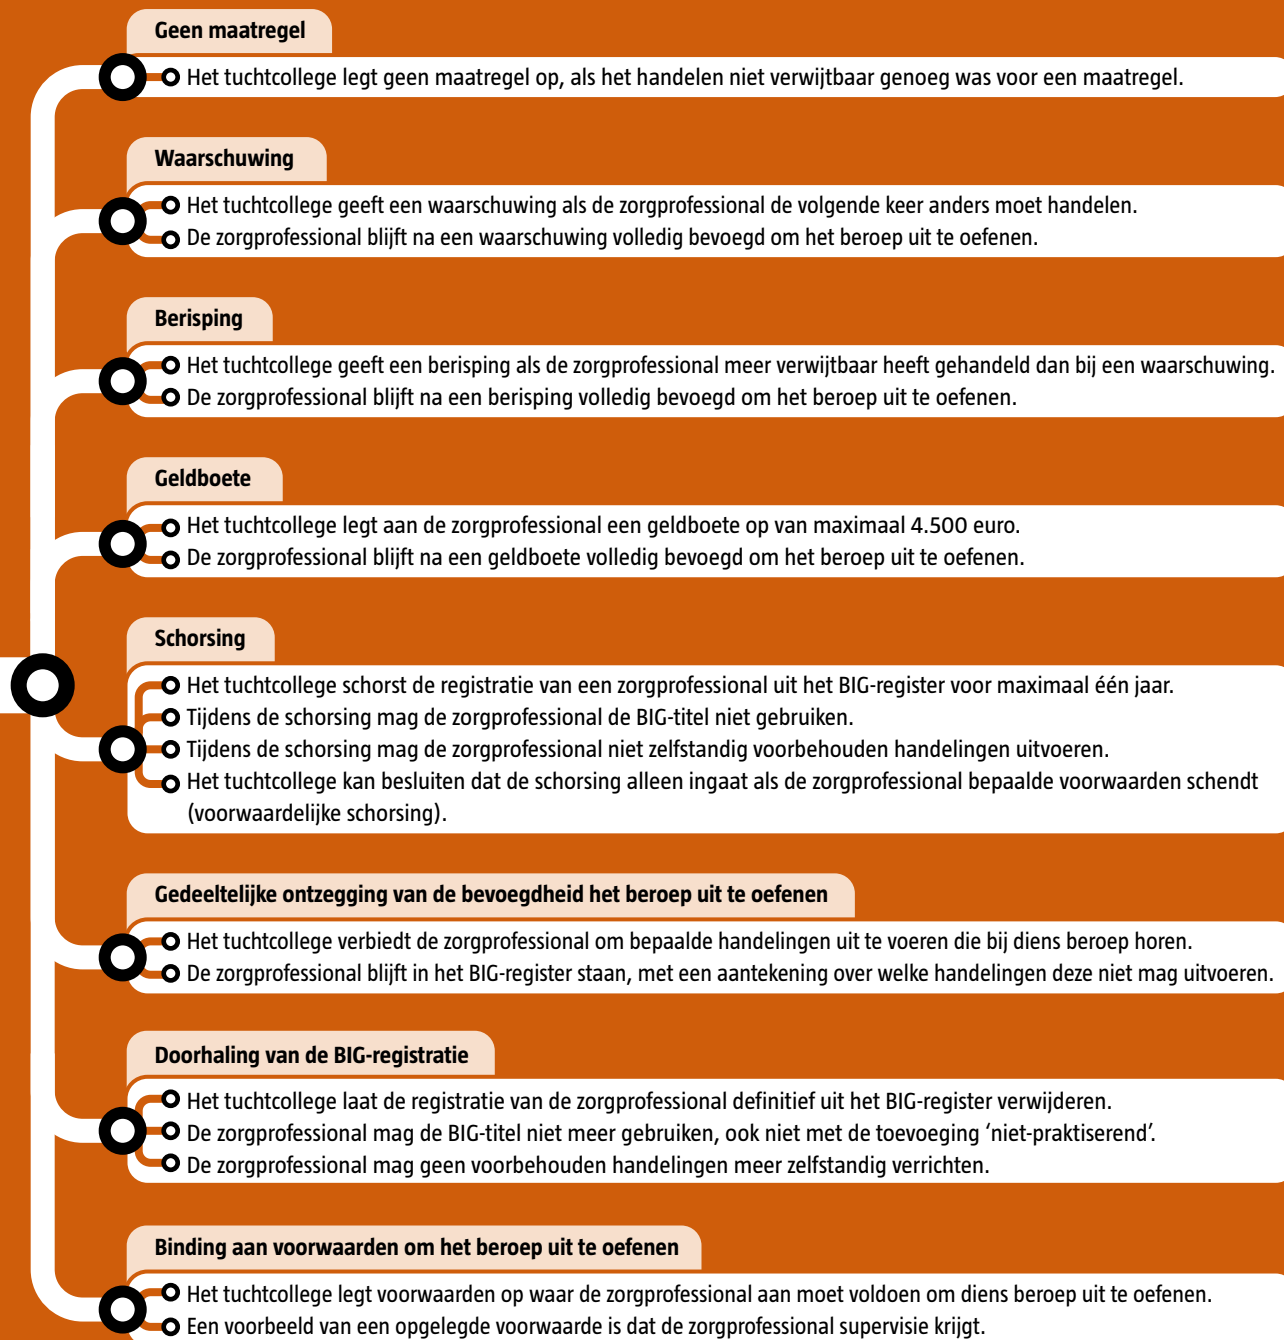 Geen maatregel
Het tuchtcollege legt geen maatregel op, als het handelen niet verwijtbaar genoeg was voor een maatregel.
Waarschuwing
Het tuchtcollege geeft een waarschuwing als de zorgprofessional de volgende keer anders moet handelen.
De zorgprofessional blijft na een waarschuwing volledig bevoegd om het beroep uit te oefenen.
Berisping
Het tuchtcollege geeft een berisping als de zorgprofessional meer verwijtbaar heeft gehandeld dan bij een waarschuwing.
De zorgprofessional blijft na een berisping volledig bevoegd om het beroep uit te oefenen.
Geldboete
Het tuchtcollege legt aan de zorgprofessional een geldboete op van maximaal 4.500 euro.
De zorgprofessional blijft na een geldboete volledig bevoegd om het beroep uit te oefenen.
Schorsing
Het tuchtcollege schorst de registratie van een zorgprofessional uit het BIG-register voor maximaal één jaar.
Tijdens de schorsing mag de zorgprofessional de BIG-titel niet gebruiken.
Tijdens de schorsing mag de zorgprofessional niet zelfstandig voorbehouden handelingen uitvoeren.
Het tuchtcollege kan besluiten dat de schorsing alleen ingaat als de zorgprofessional bepaalde voorwaarden schendt
(voorwaardelijke schorsing).
Gedeeltelijke ontzegging van de bevoegdheid het beroep uit te oefenen
Het tuchtcollege verbiedt de zorgprofessional om bepaalde handelingen uit te voeren die bij diens beroep horen.
De zorgprofessional blijft in het BIG-register staan, met een aantekening over welke handelingen deze niet mag uitvoeren.
Doorhaling van de BIG-registratie
Het tuchtcollege laat de registratie van de zorgprofessional definitief uit het BIG-register verwijderen.
De zorgprofessional mag de BIG-titel niet meer gebruiken, ook niet met de toevoeging ‘niet-praktiserend’.
De zorgprofessional mag geen voorbehouden handelingen meer zelfstandig verrichten.
Binding aan voorwaarden om het beroep uit te oefenen
Het tuchtcollege legt voorwaarden op waar de zorgprofessional aan moet voldoen om diens beroep uit te oefenen.
Een voorbeeld van een opgelegde voorwaarde is dat de zorgprofessional supervisie krijgt.